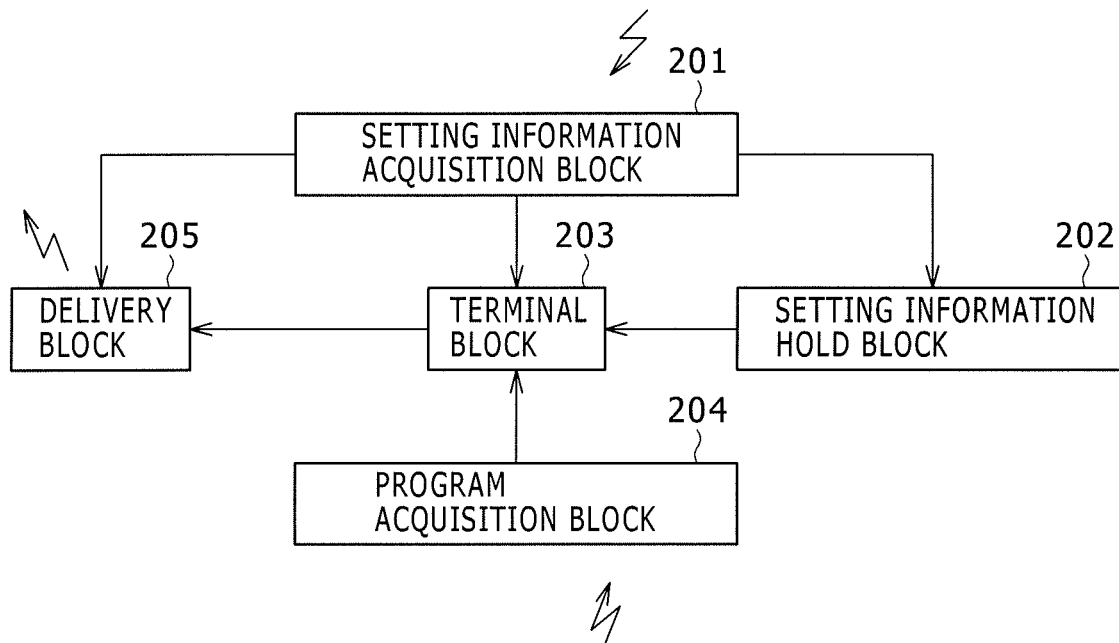 201
SETTING INFORMATION
ACQUISITION BLOCK
205
DELIVERY
BLOCK
203
TERMINAL
BLOCK
202
SETTING INFORMATION
HOLD BLOCK
204
PROGRAM
ACQUISITION BLOCK